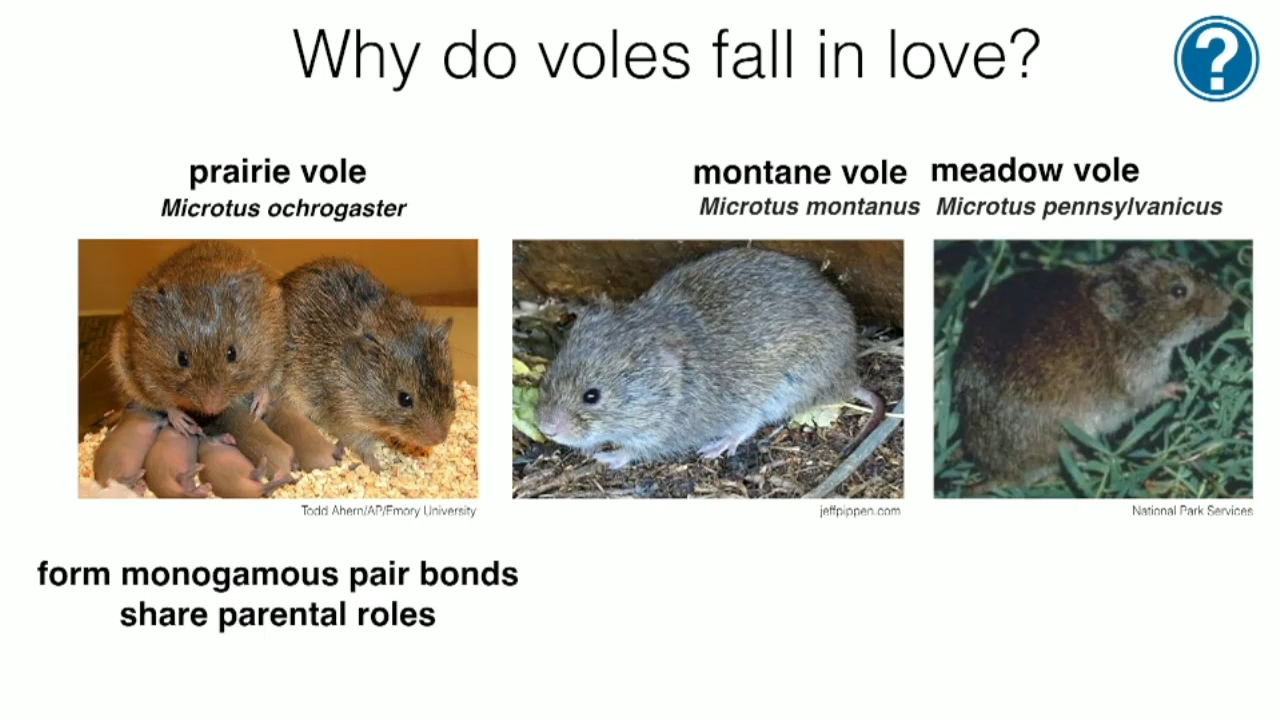 Why do voles fall in love?
?
prairie vole
Microtus ochrogaster
montane vole
Microtus montanus
meadow vole
Microtus pennsylvanicus
Todd Ahern/AP/Emory University
jeffpippen.com
National Park Services
form monogamous pair bonds
share parental roles